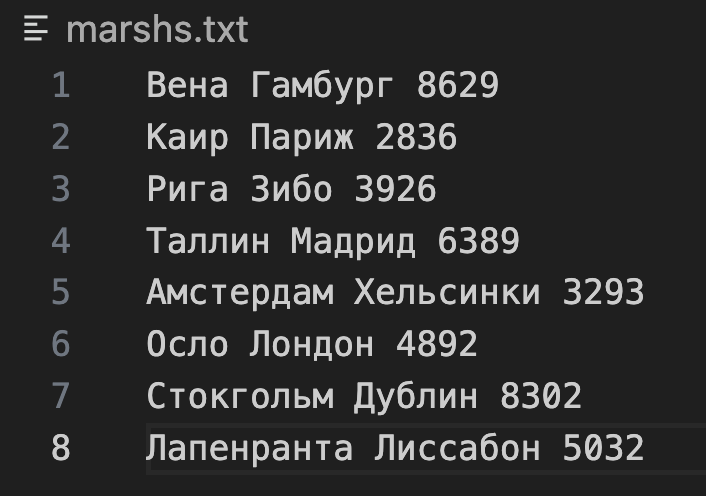 marshs.txt
1 Вена Гамбург 8629
2 Каир Париж 2836
3 Рига Зибо 3926
4 Таллин Мадрид 6389
5 Амстердам Хельсинки 3293
6 Осло Лондон 4892
7 Стокгольм Дублин 8302
8 Лапенранта Лиссабон 5032